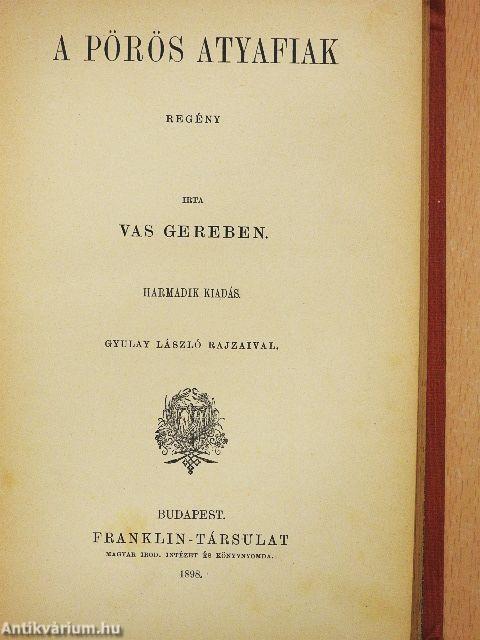 A PÖRÖS ATYAFIAK
REGÉNY
IRTA
VAS GEREBEN.
HARMADIK KIADÁS.
GYULAY LÁSZLÓ RAJZAIVAL.
BUDAPEST.
FRANKLIN-TÁRSULAT
MAGYAR IROD. INTÉZET ÉS KÖNYVNYOMDA.
1898.
Antikvárium.hu